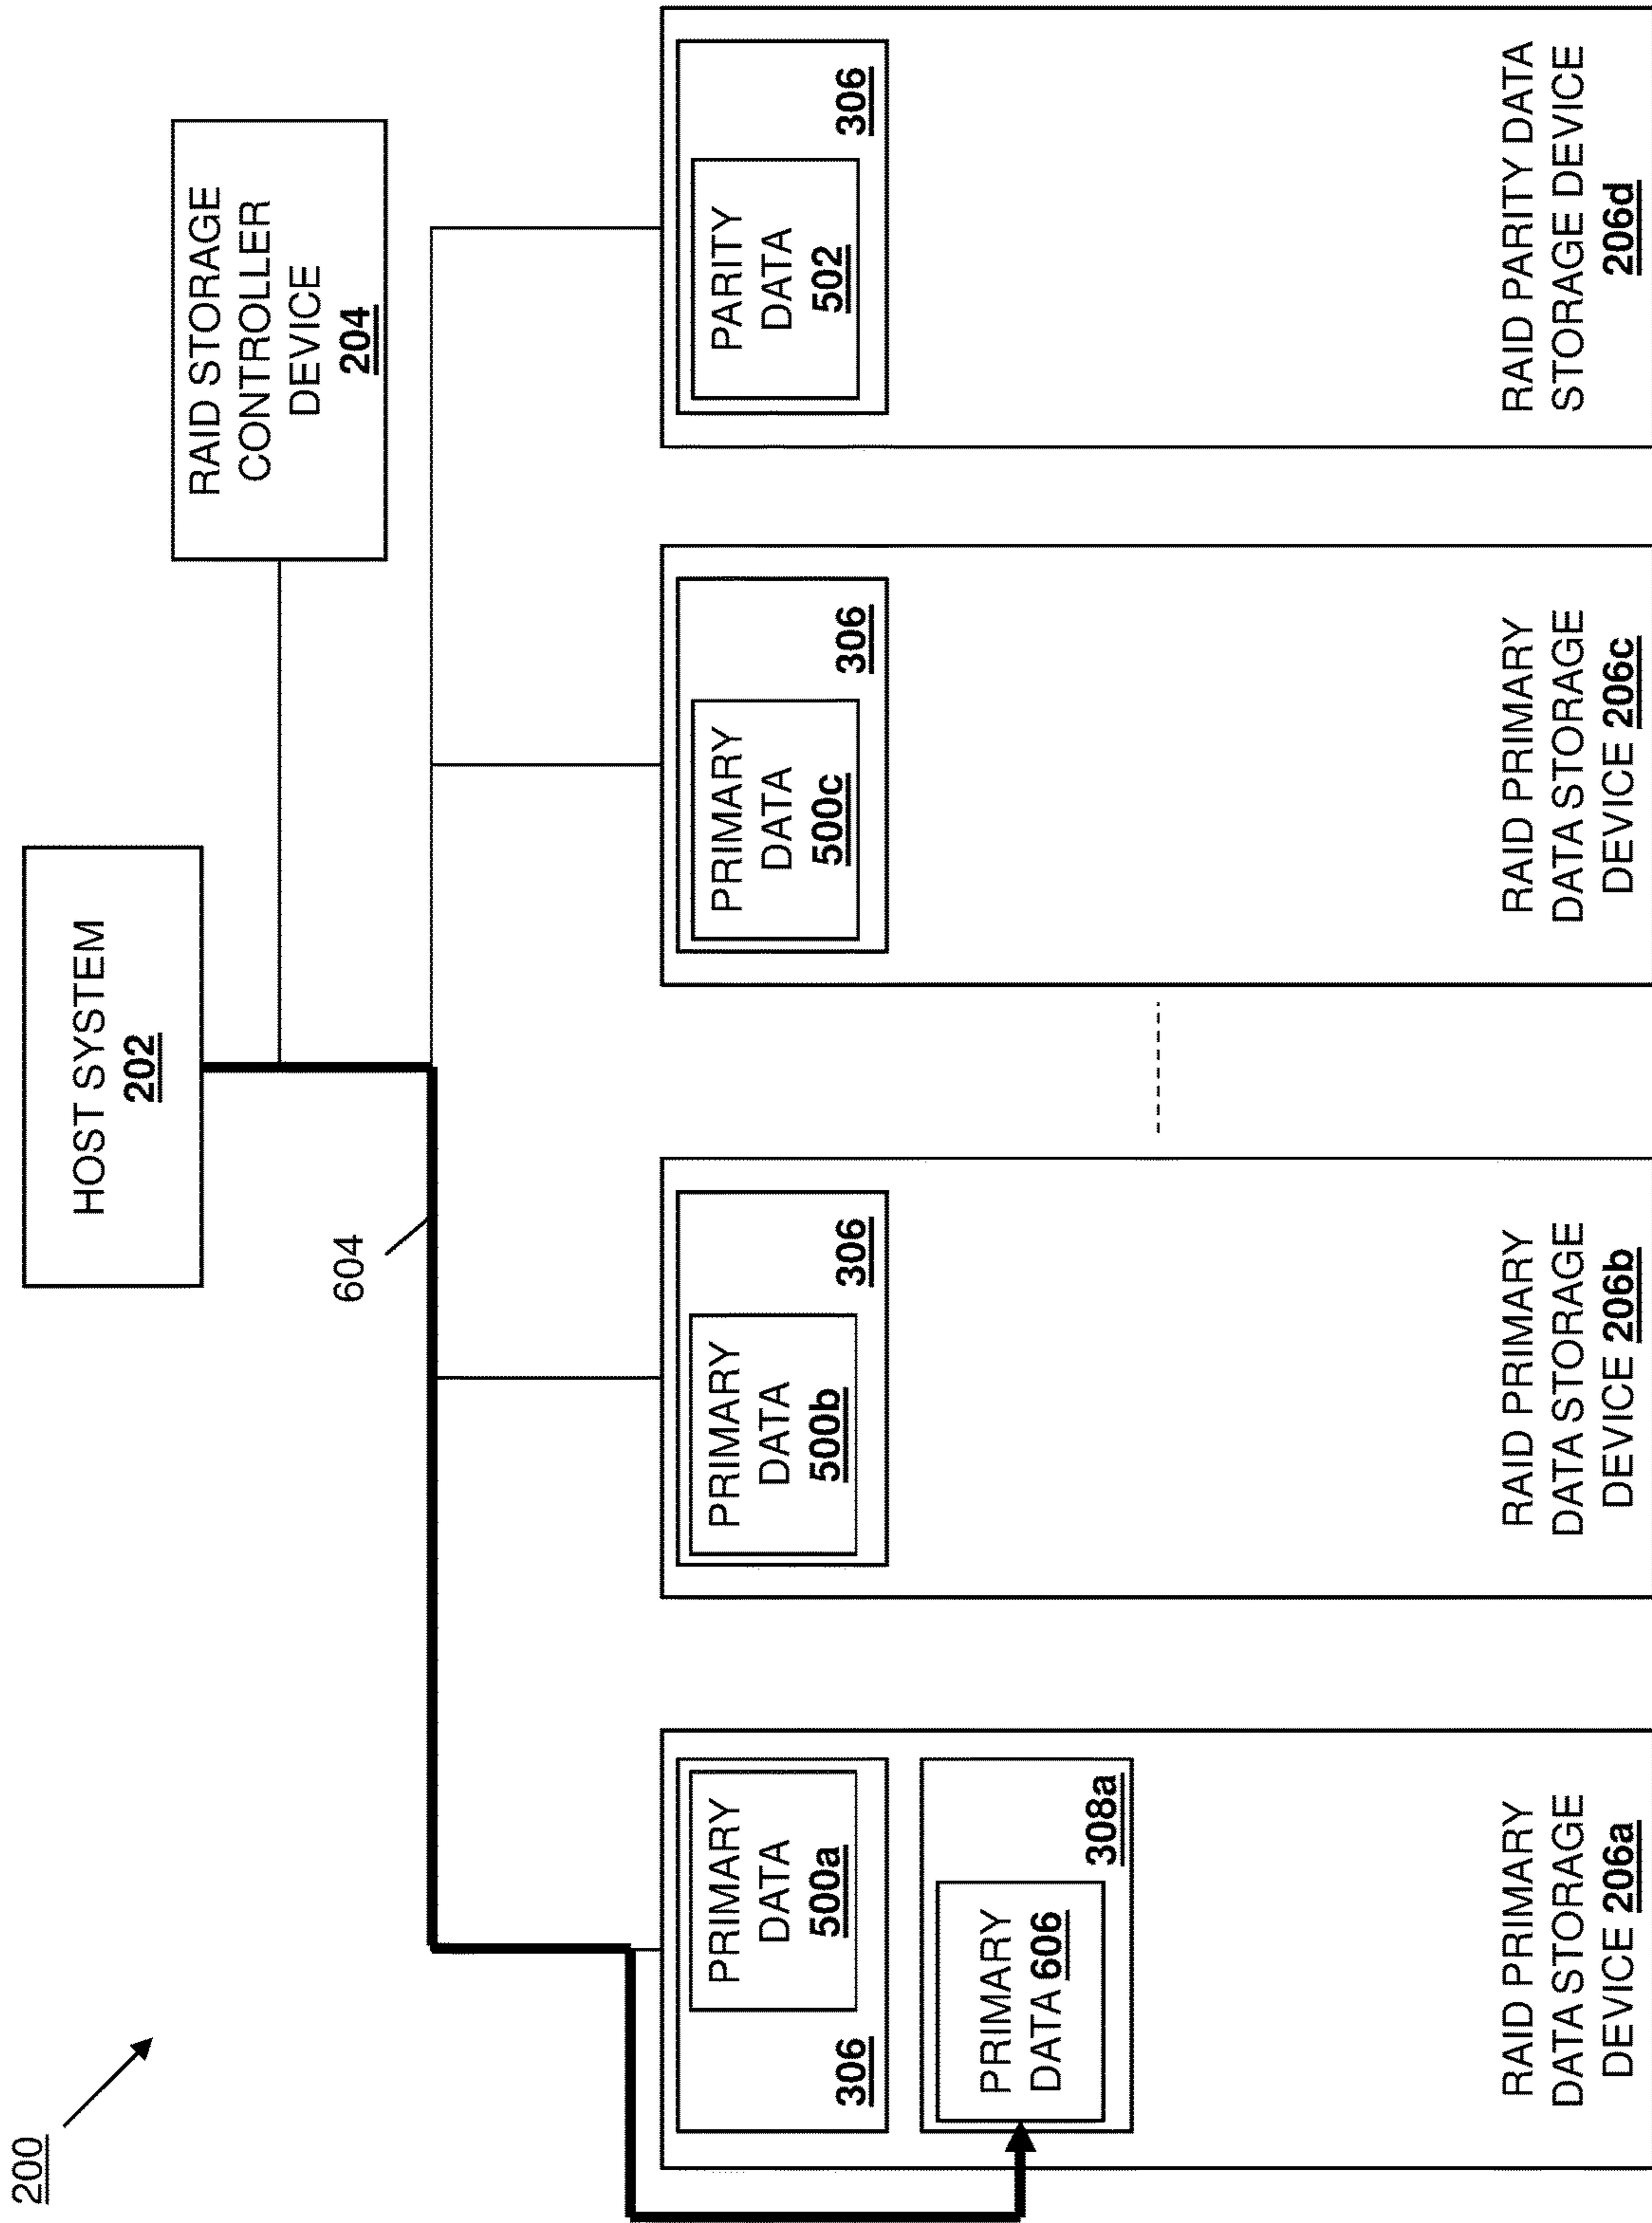 200
HOST SYSTEM
202
RAID STORAGE
CONTROLLER
DEVICE
204
604
PRIMARY
DATA
500a
306
PRIMARY
DATA 606
308a
RAID PRIMARY
DATA STORAGE
DEVICE 206a
PRIMARY
DATA
500b
306
RAID PRIMARY
DATA STORAGE
DEVICE 206b
PRIMARY
DATA
500c
306
RAID PRIMARY
DATA STORAGE
DEVICE 206c
PARITY
DATA
502
306
RAID PARITY DATA
STORAGE DEVICE
206d